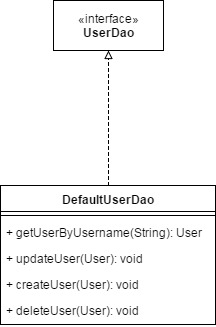 «interface»
UserDao
DefaultUserDao
+ getUserByUsername(String): User
+ updateUser(User): void
+ createUser(User): void
+ deleteUser(User): void